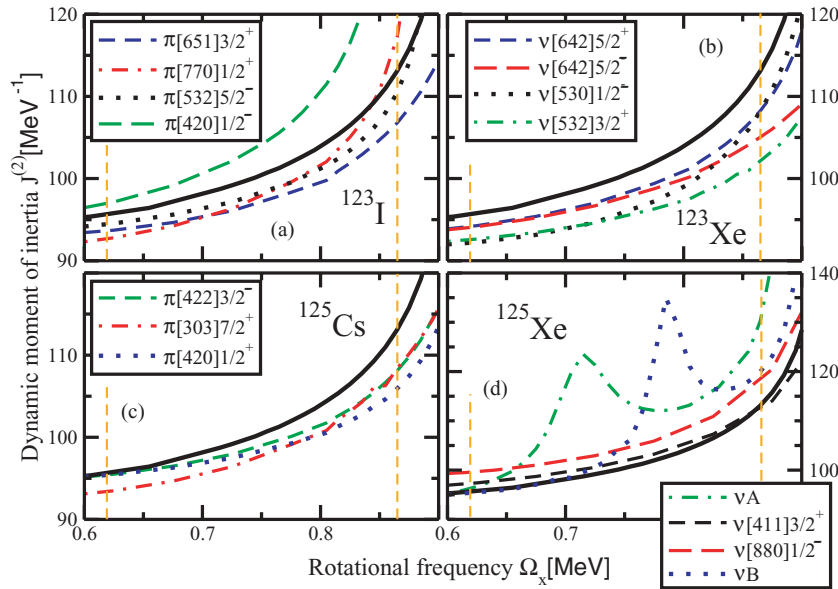 Dynamic moment of inertia J⁽²⁾[MeV⁻¹]
120
110
100
90
π[651]3/2⁺
π[770]1/2⁺
π[532]5/2⁻
π[420]1/2⁻
(a)
¹²³I
ν[642]5/2⁺
ν[642]5/2⁻
ν[530]1/2⁻
ν[532]3/2⁺
(b)
¹²³Xe
120
110
100
90
π[422]3/2⁻
π[303]7/2⁺
π[420]1/2⁺
¹²⁵Cs
(c)
110
100
90
¹²⁵Xe
(d)
140
120
100
0.6
0.7
0.8
0.6
0.7
νA
ν[411]3/2⁺
ν[880]1/2⁻
νB
Rotational frequency Ωₓ[MeV]